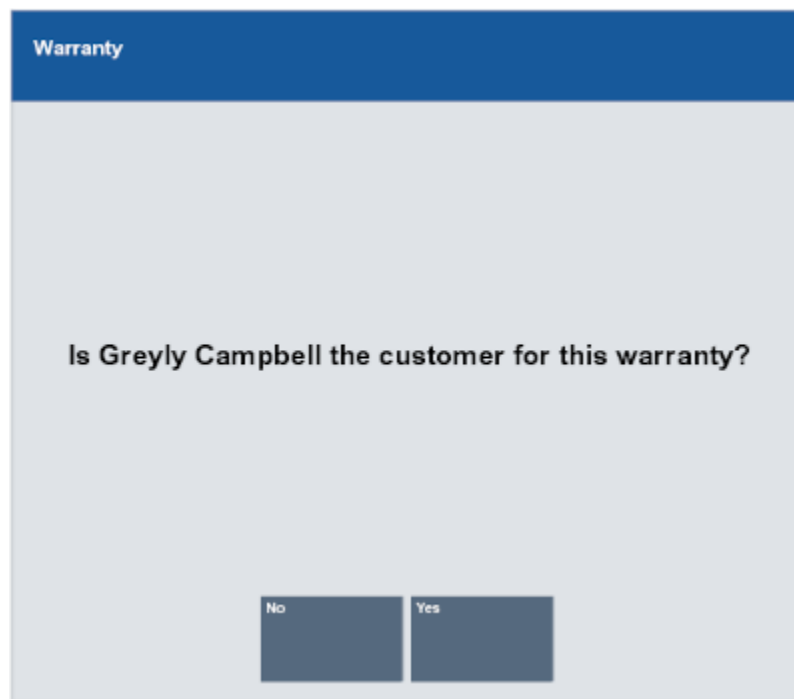 Warranty
Is Greyly Campbell the customer for this warranty?
No
Yes